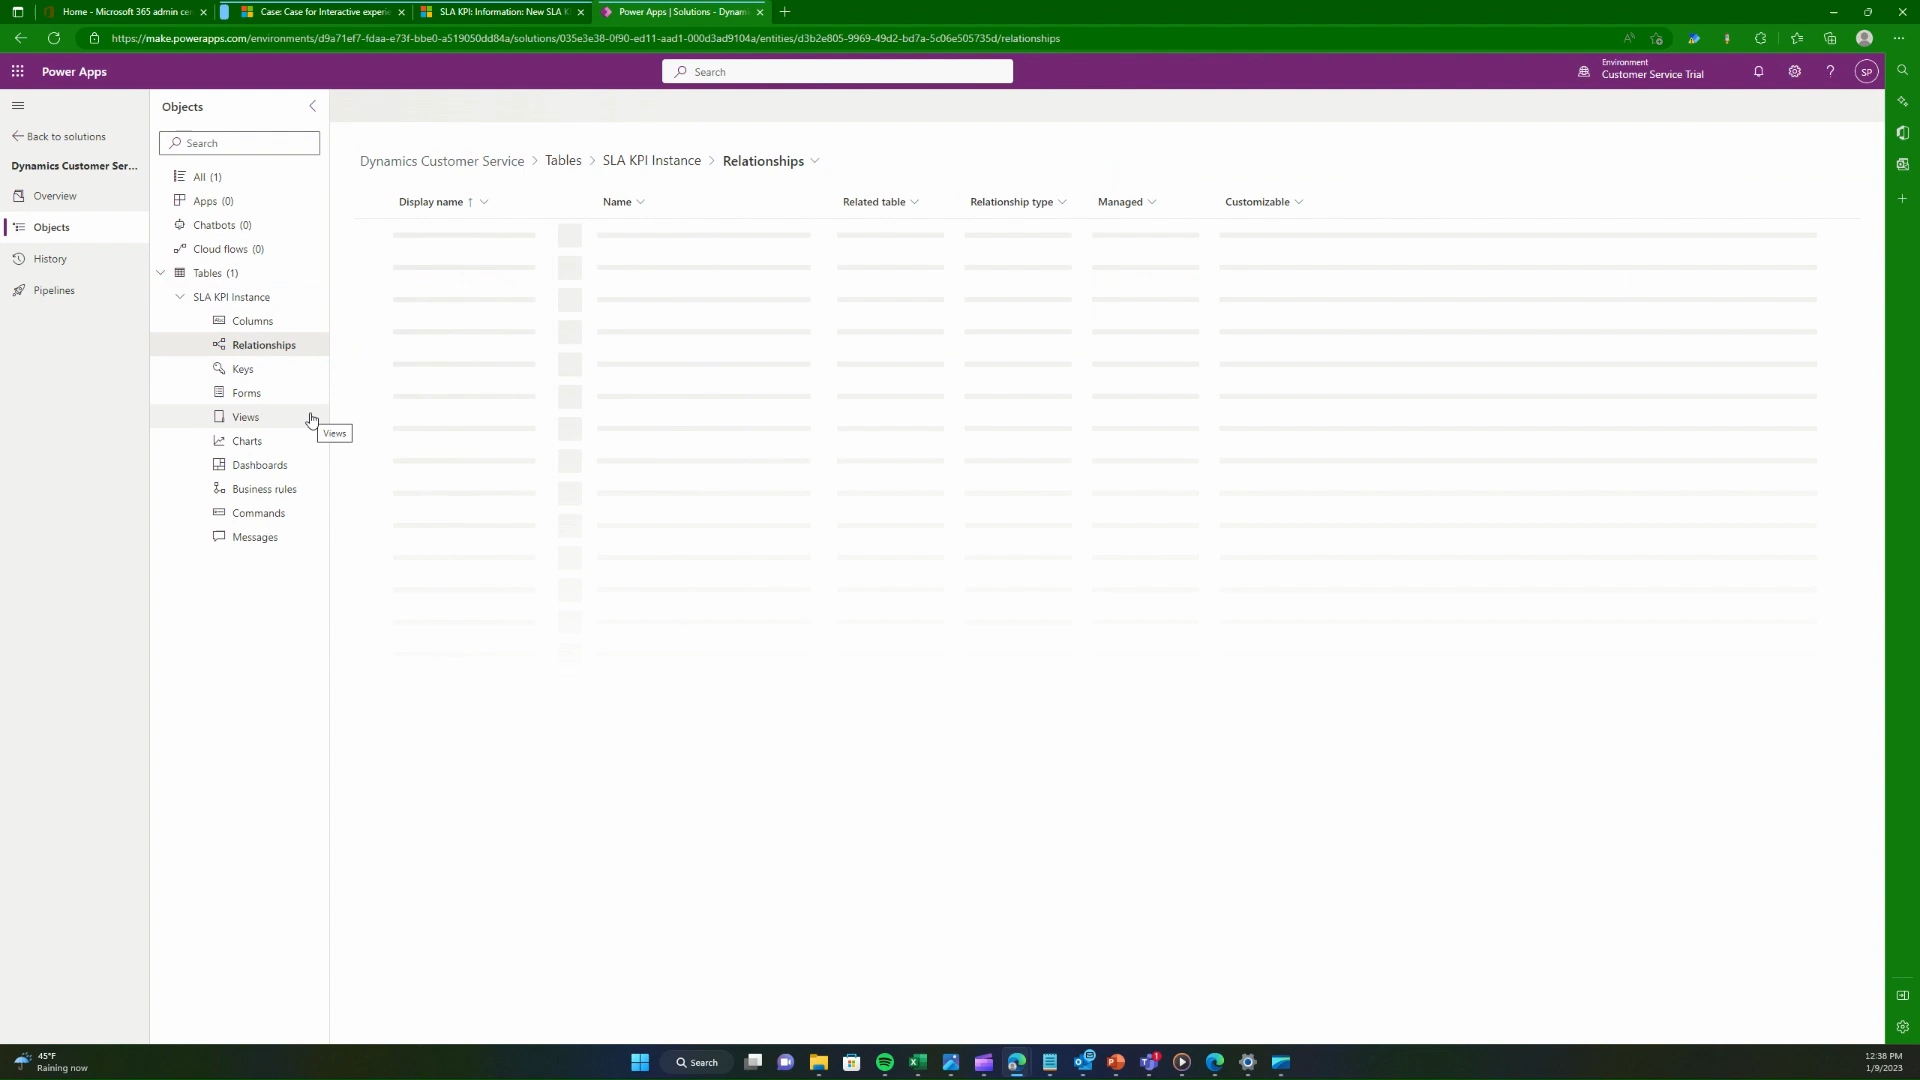 Home - Microsoft 365 admin cen
Case: Case for Interactive experie
SLA KPI: Information: New SLA K
Power Apps | Solutions - Dynami
https://make.powerapps.com/environments/d9a71ef7-fdaa-e73f-bbe0-a519050dd84a/solutions/035e3e38-0f90-ed11-aad1-000d3ad9104a/entities/d3b2e805-9969-49d2-bd7a-5c06e505735d/relationships
Power Apps
Search
Environment
Customer Service Trial
SP
Back to solutions
Dynamics Customer Ser...
Overview
Objects
History
Pipelines
Objects
Search
All (1)
Apps (0)
Chatbots (0)
Cloud flows (0)
Tables (1)
SLA KPI Instance
Columns
Relationships
Keys
Forms
Views
Views
Charts
Dashboards
Business rules
Commands
Messages
Dynamics Customer Service > Tables > SLA KPI Instance > Relationships
Display name ↑ Name Related table Relationship type Managed Customizable
45°F
Raining now
Search
12:38 PM
1/9/2023